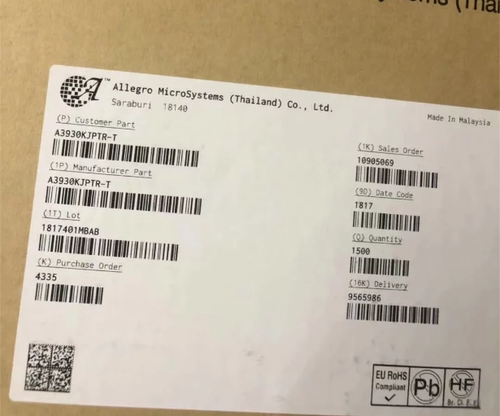 Allegro MicroSystems (Thailand) Co., Ltd.
Saraburi 18140
Made In Malaysia
(P) Customer Part
A3930KJPTR-T
(1P) Manufacturer Part
A3930KJPTR-T
(1T) Lot
1817401MBAB
(K) Purchase Order
4335
(1K) Sales Order
10905069
(9D) Date Code
1817
(Q) Quantity
1500
(16K) Delivery
9565986
EU RoHS
Compliant
Pb
HF